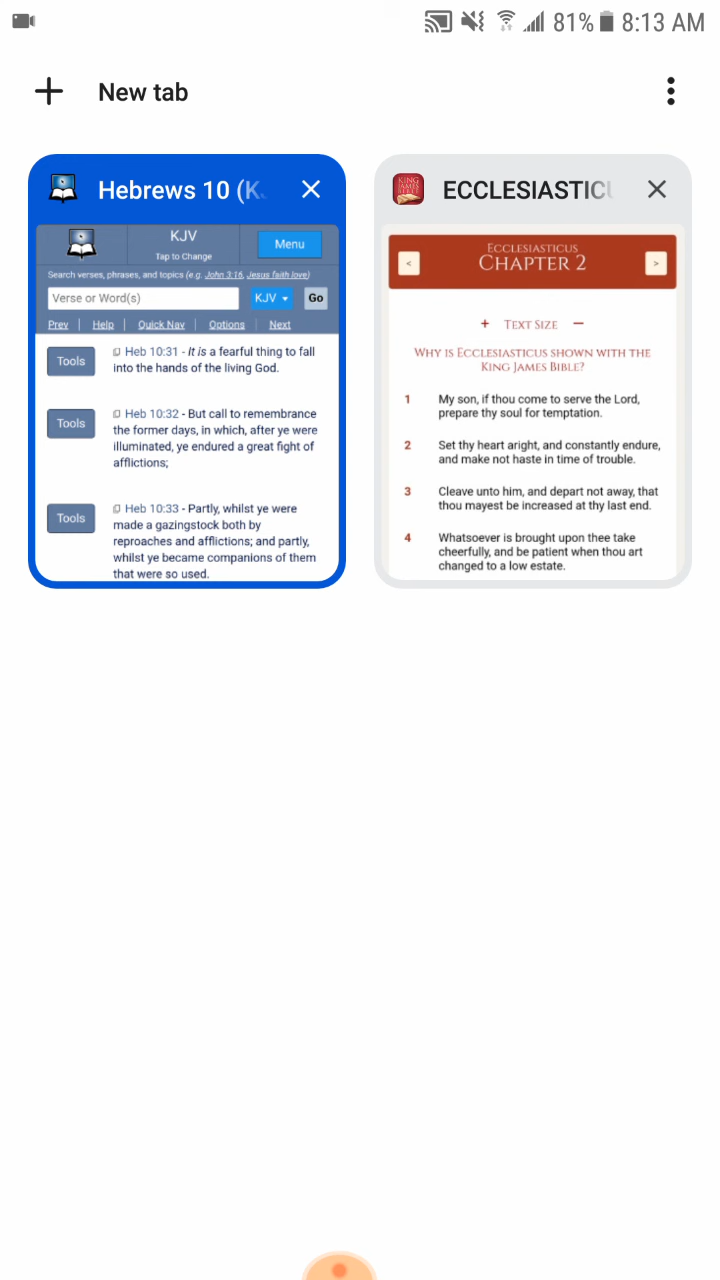 81% 8:13 AM
New tab
Hebrews 10 (K
KJV
Tap to Change
Menu
Search verses, phrases, and topics (e.g. John 3:16, Jesus faith love)
Verse or Word(s)
KJV
Go
Prev | Help | Quick Nav | Options | Next
Tools
Heb 10:31 - It is a fearful thing to fall
into the hands of the living God.
Tools
Heb 10:32 - But call to remembrance
the former days, in which, after ye were
illuminated, ye endured a great fight of
afflictions;
Tools
Heb 10:33 - Partly, whilst ye were
made a gazingstock both by
reproaches and afflictions; and partly,
whilst ye became companions of them
that were so used.
KING
JAMES
BIBLE
ECCLESIASTIC
<
Ecclesiasticus
Chapter 2
>
+ Text Size −
Why is Ecclesiasticus shown with the
King James Bible?
1 My son, if thou come to serve the Lord,
prepare thy soul for temptation.
2 Set thy heart aright, and constantly endure,
and make not haste in time of trouble.
3 Cleave unto him, and depart not away, that
thou mayest be increased at thy last end.
4 Whatsoever is brought upon thee take
cheerfully, and be patient when thou art
changed to a low estate.